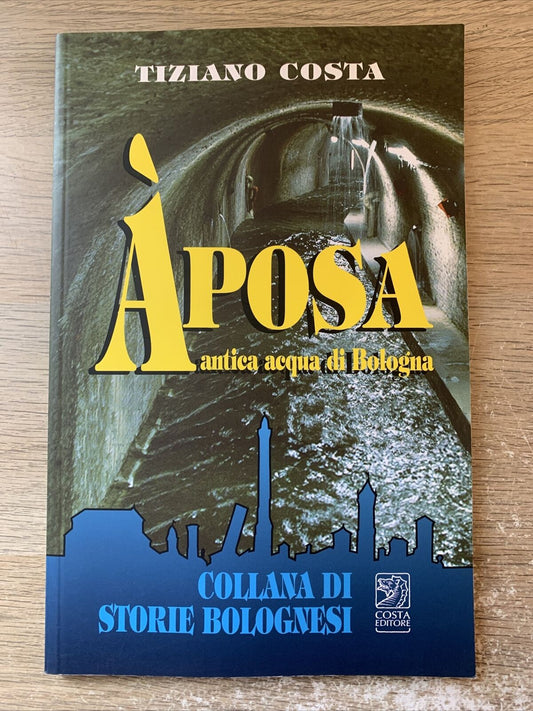 TIZIANO COSTA
ÀPOSA
antica acqua di Bologna
COLLANA DI
STORIE BOLOGNESI
COSTA
EDITORE